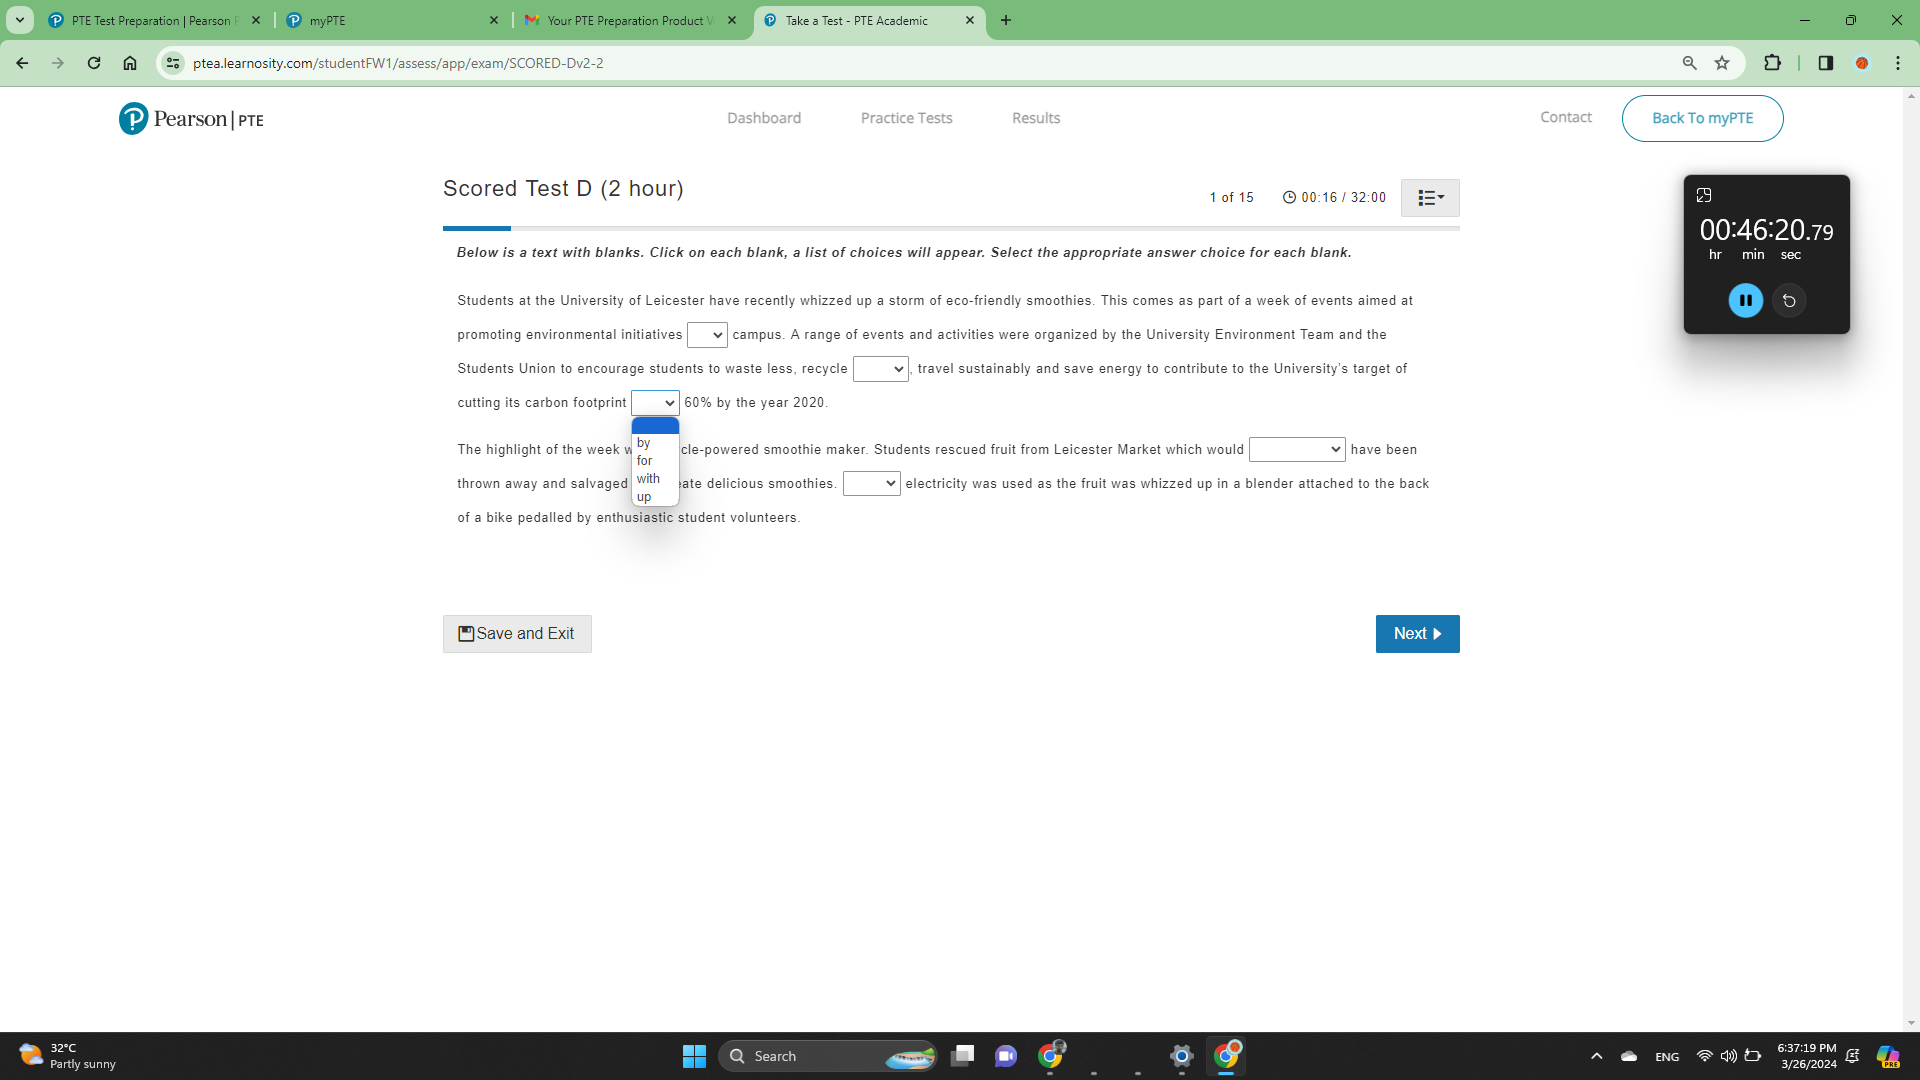 PTE Test Preparation | Pearson P
myPTE
Your PTE Preparation Product V
Take a Test - PTE Academic
ptea.learnosity.com/studentFW1/assess/app/exam/SCORED-Dv2-2
Pearson | PTE
Dashboard
Practice Tests
Results
Contact
Back To myPTE
Scored Test D (2 hour)
1 of 15
00:16 / 32:00
00:46:20.79
hr min sec
Below is a text with blanks. Click on each blank, a list of choices will appear. Select the appropriate answer choice for each blank.
Students at the University of Leicester have recently whizzed up a storm of eco-friendly smoothies. This comes as part of a week of events aimed at
promoting environmental initiatives campus. A range of events and activities were organized by the University Environment Team and the
Students Union to encourage students to waste less, recycle , travel sustainably and save energy to contribute to the University's target of
cutting its carbon footprint 60% by the year 2020.
by
for
with
up
The highlight of the week cle-powered smoothie maker. Students rescued fruit from Leicester Market which would have been
thrown away and salvaged ate delicious smoothies. electricity was used as the fruit was whizzed up in a blender attached to the back
of a bike pedalled by enthusiastic student volunteers.
Save and Exit
Next
32°C
Partly sunny
Search
ENG
6:37:19 PM
3/26/2024
PRE